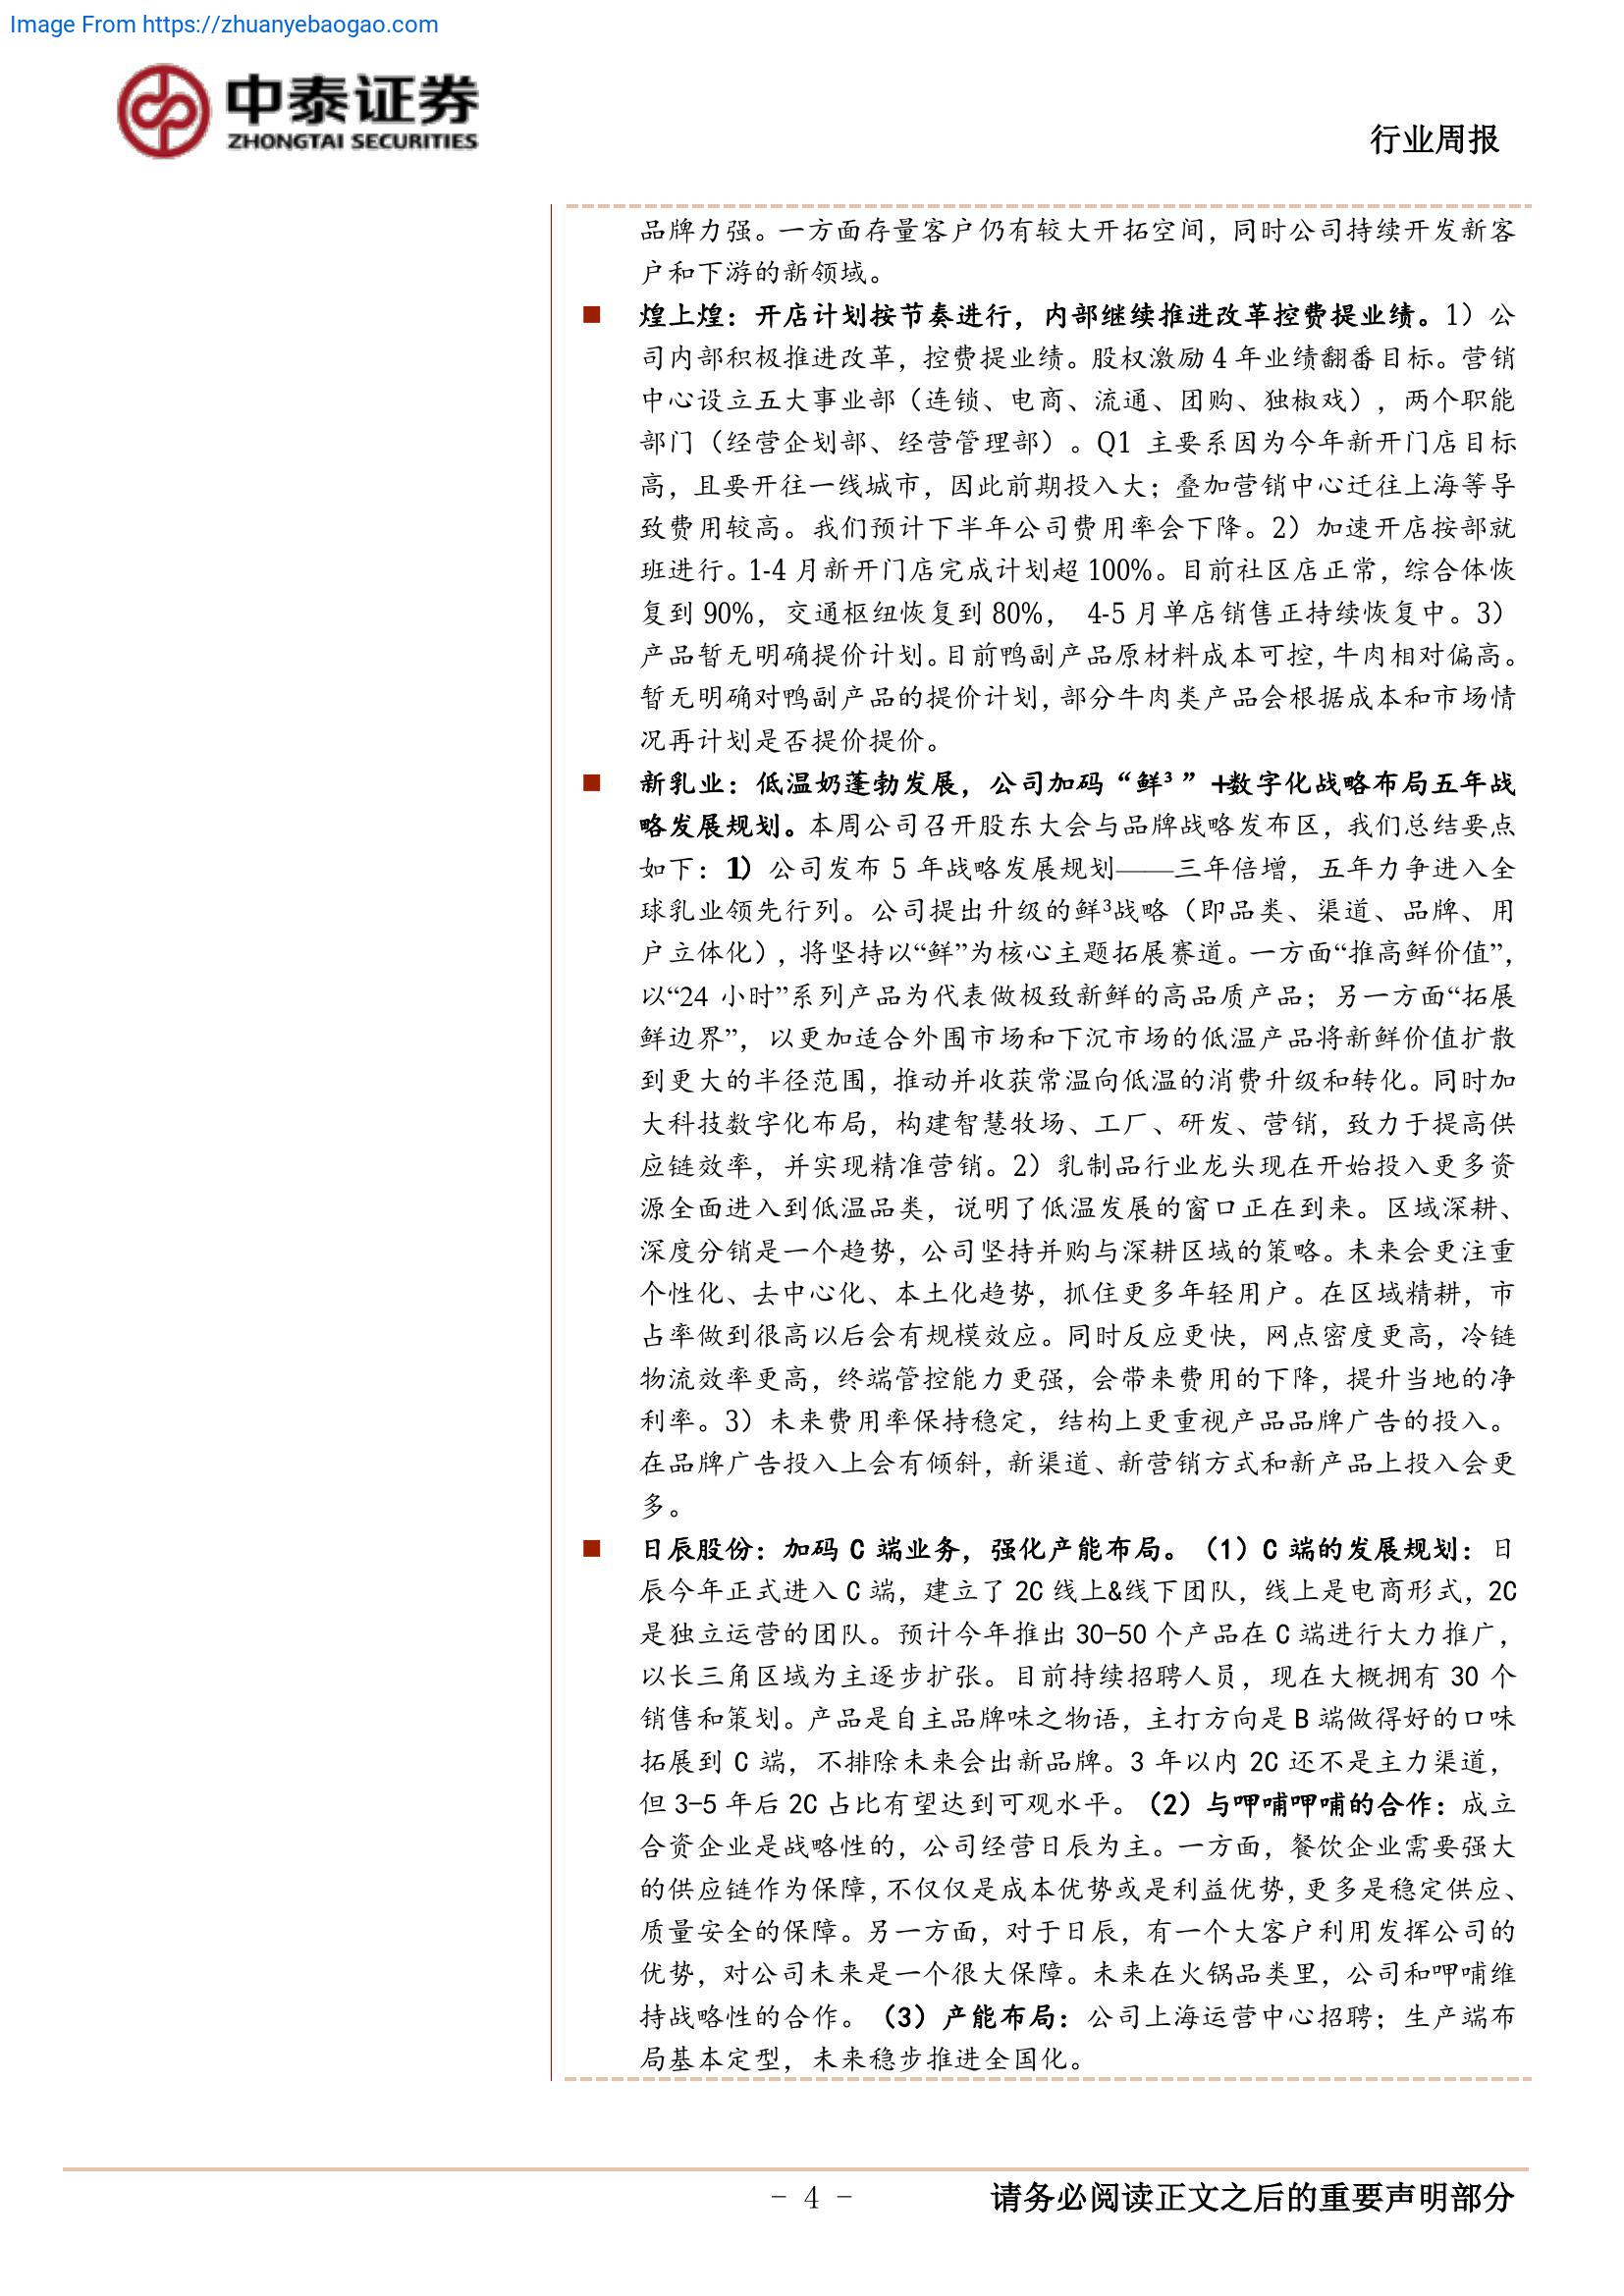 Image From https://zhuanyebaogao.com
中泰证券
ZHONGTAI SECURITIES
行业周报
品牌力强。一方面存量客户仍有较大开拓空间，同时公司持续开发新客
户和下游的新领域。
■ 煌上煌：开店计划按节奏进行，内部继续推进改革控费提业绩。1）公
司内部积极推进改革，控费提业绩。股权激励 4 年业绩翻番目标。营销
中心设立五大事业部（连锁、电商、流通、团购、独椒戏），两个职能
部门（经营企划部、经营管理部）。Q1 主要系因为今年新开门店目标
高，且要开往一线城市，因此前期投入大；叠加营销中心迁往上海等导
致费用较高。我们预计下半年公司费用率会下降。2）加速开店按部就
班进行。1-4 月新开门店完成计划超 100%。目前社区店正常，综合体恢
复到 90%，交通枢纽恢复到 80%， 4-5 月单店销售正持续恢复中。3）
产品暂无明确提价计划。目前鸭副产品原材料成本可控，牛肉相对偏高。
暂无明确对鸭副产品的提价计划，部分牛肉类产品会根据成本和市场情
况再计划是否提价提价。
■ 新乳业：低温奶蓬勃发展，公司加码“鲜³”+数字化战略布局五年战
略发展规划。本周公司召开股东大会与品牌战略发布区，我们总结要点
如下：1）公司发布 5 年战略发展规划——三年倍增，五年力争进入全
球乳业领先行列。公司提出升级的鲜³战略（即品类、渠道、品牌、用
户立体化），将坚持以“鲜”为核心主题拓展赛道。一方面“推高鲜价值”，
以“24 小时”系列产品为代表做极致新鲜的高品质产品；另一方面“拓展
鲜边界”，以更加适合外围市场和下沉市场的低温产品将新鲜价值扩散
到更大的半径范围，推动并收获常温向低温的消费升级和转化。同时加
大科技数字化布局，构建智慧牧场、工厂、研发、营销，致力于提高供
应链效率，并实现精准营销。2）乳制品行业龙头现在开始投入更多资
源全面进入到低温品类，说明了低温发展的窗口正在到来。区域深耕、
深度分销是一个趋势，公司坚持并购与深耕区域的策略。未来会更注重
个性化、去中心化、本土化趋势，抓住更多年轻用户。在区域精耕，市
占率做到很高以后会有规模效应。同时反应更快，网点密度更高，冷链
物流效率更高，终端管控能力更强，会带来费用的下降，提升当地的净
利率。3）未来费用率保持稳定，结构上更重视产品品牌广告的投入。
在品牌广告投入上会有倾斜，新渠道、新营销方式和新产品上投入会更
多。
■ 日辰股份：加码 C 端业务，强化产能布局。（1）C 端的发展规划：日
辰今年正式进入 C 端，建立了 2C 线上&线下团队，线上是电商形式，2C
是独立运营的团队。预计今年推出 30-50 个产品在 C 端进行大力推广，
以长三角区域为主逐步扩张。目前持续招聘人员，现在大概拥有 30 个
销售和策划。产品是自主品牌味之物语，主打方向是 B 端做得好的口味
拓展到 C 端，不排除未来会出新品牌。3 年以内 2C 还不是主力渠道，
但 3-5 年后 2C 占比有望达到可观水平。（2）与呷哺呷哺的合作：成立
合资企业是战略性的，公司经营日辰为主。一方面，餐饮企业需要强大
的供应链作为保障，不仅仅是成本优势或是利益优势，更多是稳定供应、
质量安全的保障。另一方面，对于日辰，有一个大客户利用发挥公司的
优势，对公司未来是一个很大保障。未来在火锅品类里，公司和呷哺维
持战略性的合作。（3）产能布局：公司上海运营中心招聘；生产端布
局基本定型，未来稳步推进全国化。
- 4 -
请务必阅读正文之后的重要声明部分